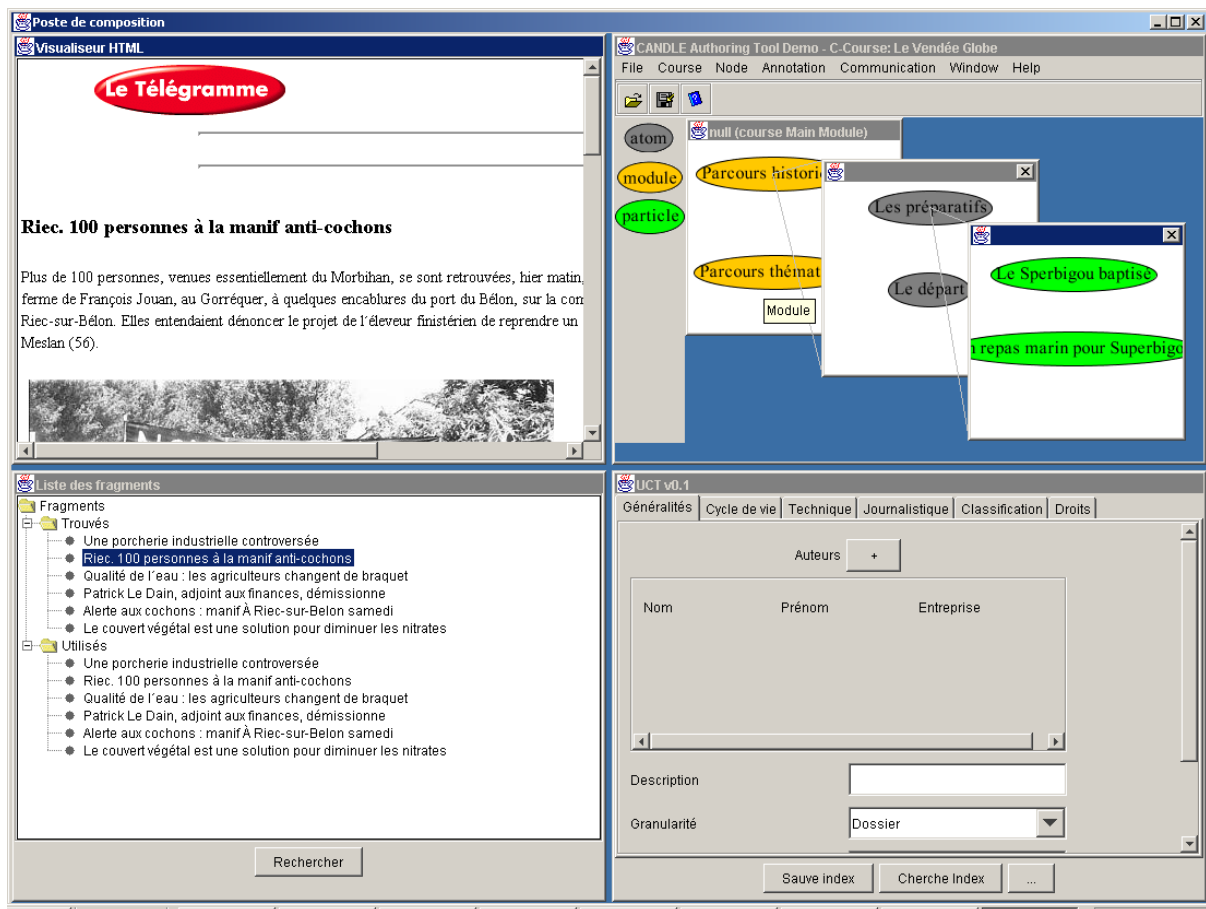 Poste de composition
Visualiseur HTML
Le Télégramme
Riec. 100 personnes à la manif anti-cochons
Plus de 100 personnes, venues essentiellement du Morbihan, se sont retrouvées, hier matin,
ferme de François Jouan, au Gorréquer, à quelques encablures du port du Bélon, sur la com
Riec-sur-Bélon. Elles entendaient dénoncer le projet de l´éleveur finistérien de reprendre un
Meslan (56).
CANDLE Authoring Tool Demo - C-Course: Le Vendée Globe
File Course Node Annotation Communication Window Help
atom
module
particle
null (course Main Module)
Parcours histori
Parcours thémat
Module
Les préparatifs
Le départ
Le Sperbigou baptisé
n repas marin pour Superbigo
Liste des fragments
Fragments
Trouvés
Une porcherie industrielle controversée
Riec. 100 personnes à la manif anti-cochons
Qualité de l´eau : les agriculteurs changent de braquet
Patrick Le Dain, adjoint aux finances, démissionne
Alerte aux cochons : manif À Riec-sur-Belon samedi
Le couvert végétal est une solution pour diminuer les nitrates
Utilisés
Une porcherie industrielle controversée
Riec. 100 personnes à la manif anti-cochons
Qualité de l´eau : les agriculteurs changent de braquet
Patrick Le Dain, adjoint aux finances, démissionne
Alerte aux cochons : manif À Riec-sur-Belon samedi
Le couvert végétal est une solution pour diminuer les nitrates
Rechercher
UCT v0.1
Généralités Cycle de vie Technique Journalistique Classification Droits
Auteurs +
Nom Prénom Entreprise
Description
Granularité Dossier
Sauve index Cherche Index ...